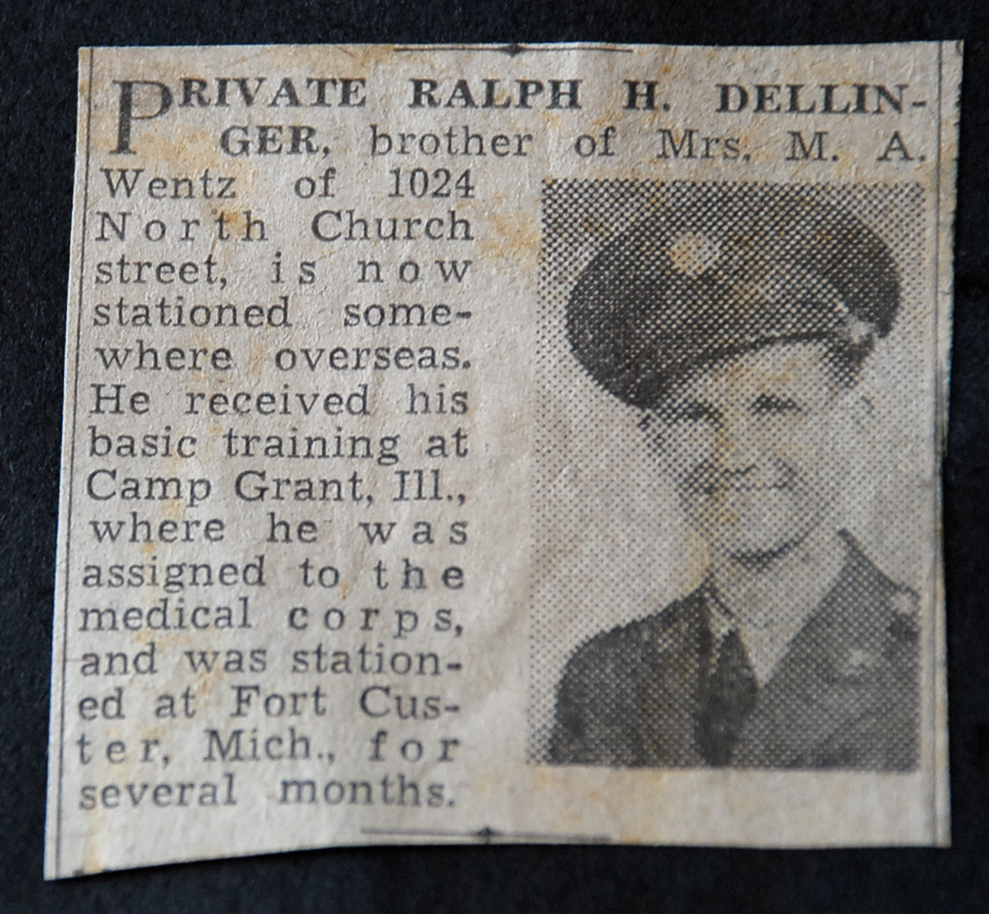 PRIVATE RALPH H. DELLIN-
GER, brother of Mrs. M. A.
Wentz of 1024
North Church
street, is now
stationed some-
where overseas.
He received his
basic training at
Camp Grant, Ill.,
where he was
assigned to the
medical corps,
and was station-
ed at Fort Cus-
ter, Mich., for
several months.